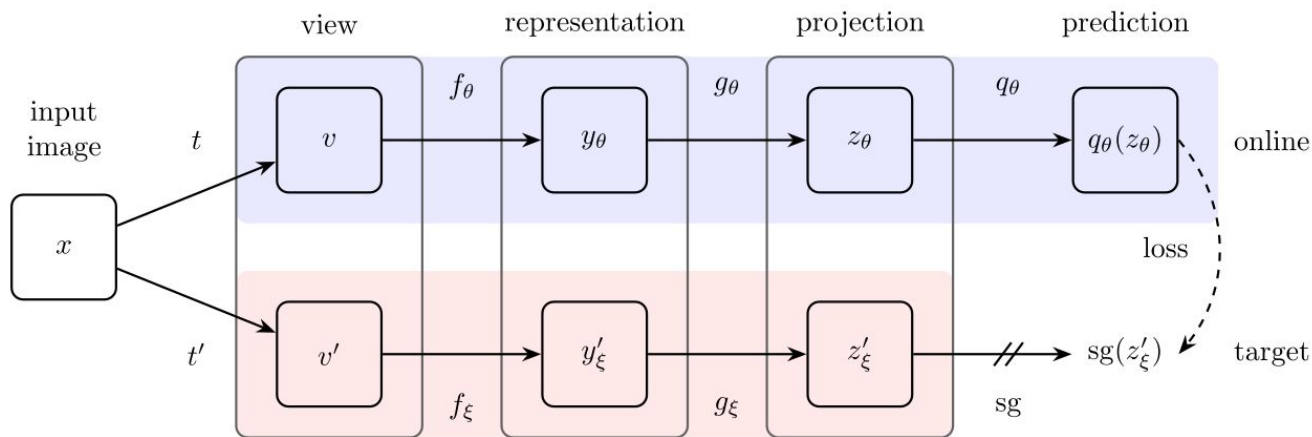 view representation projection prediction
input
image
t
f_θ g_θ q_θ
x
v y_θ z_θ q_θ(z_θ) online
loss
t′ v′ y′_ξ z′_ξ sg(z′_ξ) target
f_ξ g_ξ sg